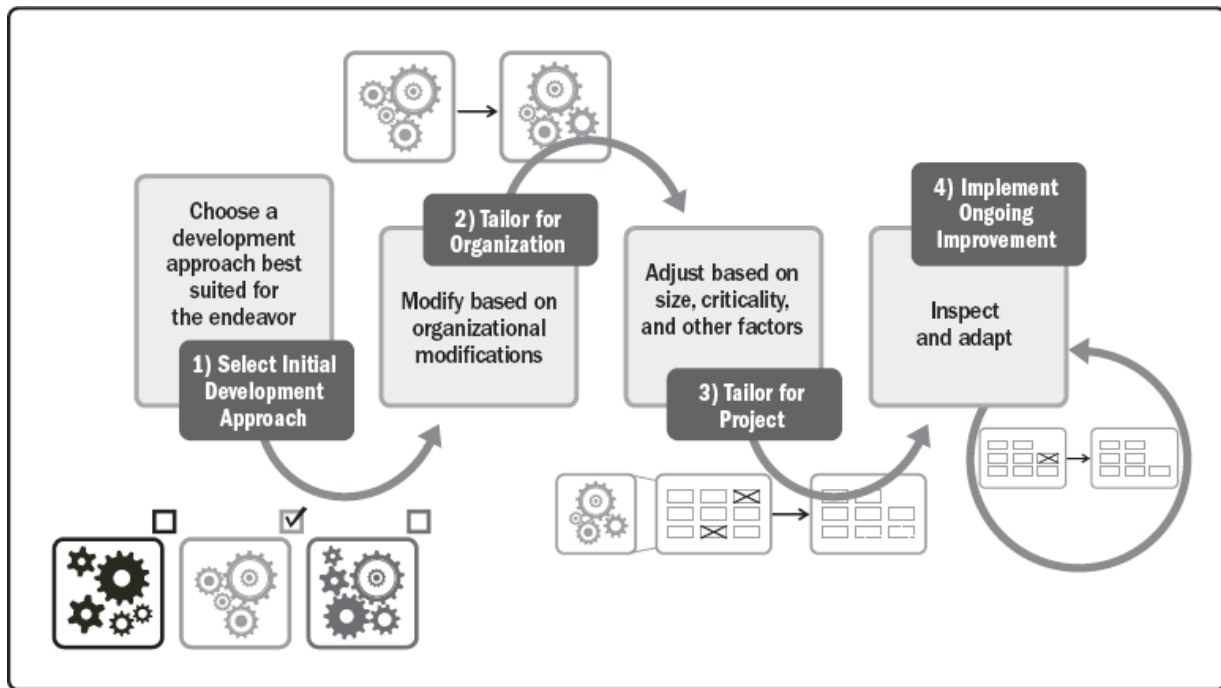 Choose a
development
approach best
suited for
the endeavor
1) Select Initial
Development
Approach
2) Tailor for
Organization
Modify based on
organizational
modifications
Adjust based on
size, criticality,
and other factors
3) Tailor for
Project
4) Implement
Ongoing
Improvement
Inspect
and adapt